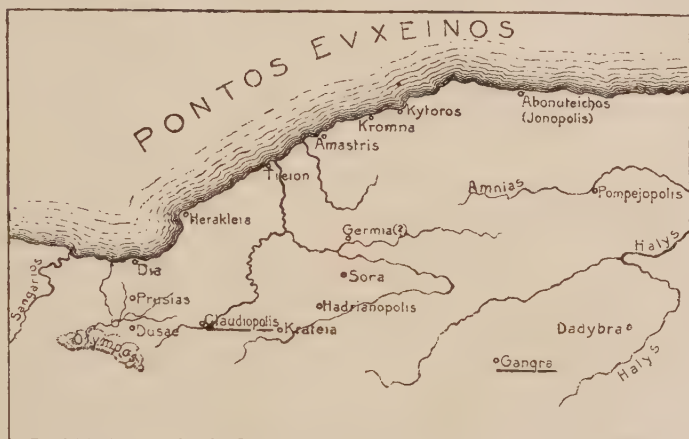 PONTOS EVXEINOS
Abonuteichos
(Jonopolis)
Kytoros
Kromna
Amastris
Tieion
Amnias
Pompejopolis
Herakleia
Germia(?)
Halys
Sangarios
Dia
Sora
Prusias
Hadrianopolis
Claudiopolis
Krateia
Dusae
Olympos
Dadybra
Gangra
Halys